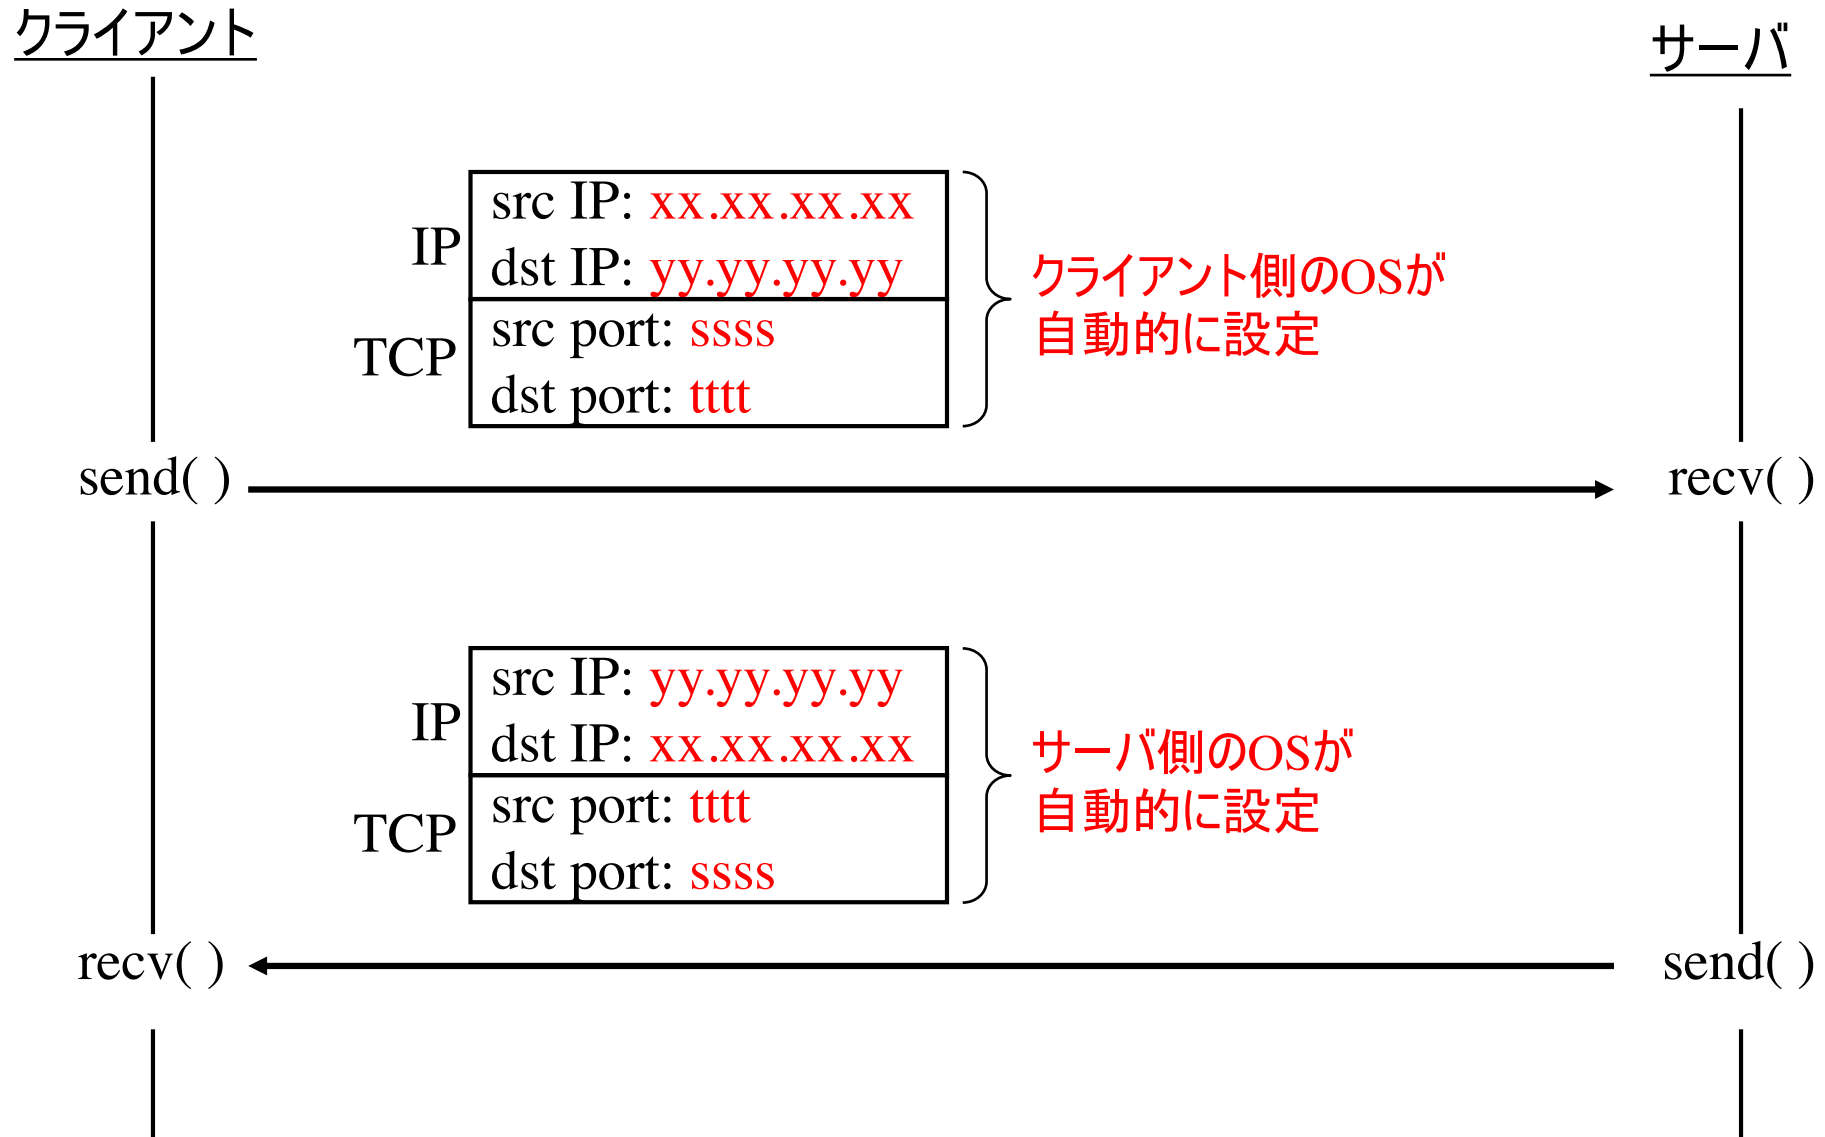 クライアント
サーバ
src IP: xx.xx.xx.xx
IP
dst IP: yy.yy.yy.yy
クライアント側のOSが
自動的に設定
src port: ssss
TCP
dst port: tttt
send( )
recv( )
src IP: yy.yy.yy.yy
IP
dst IP: xx.xx.xx.xx
サーバ側のOSが
自動的に設定
src port: tttt
TCP
dst port: ssss
recv( )
send( )